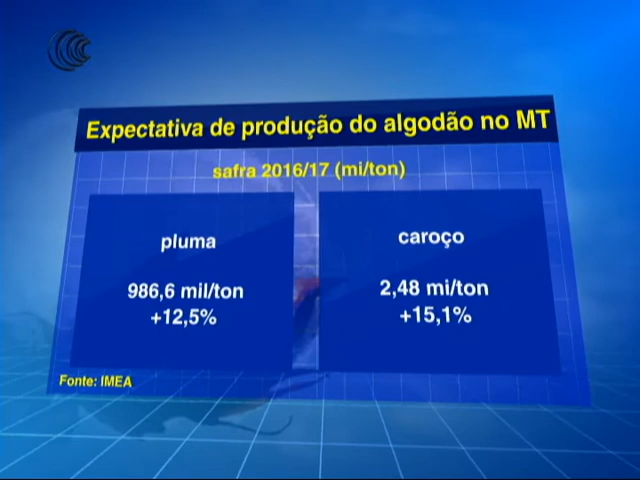 Expectativa de produção do algodão no MT
safra 2016/17 (mi/ton)
pluma
986,6 mil/ton
+12,5%
caroço
2,48 mi/ton
+15,1%
Fonte: IMEA